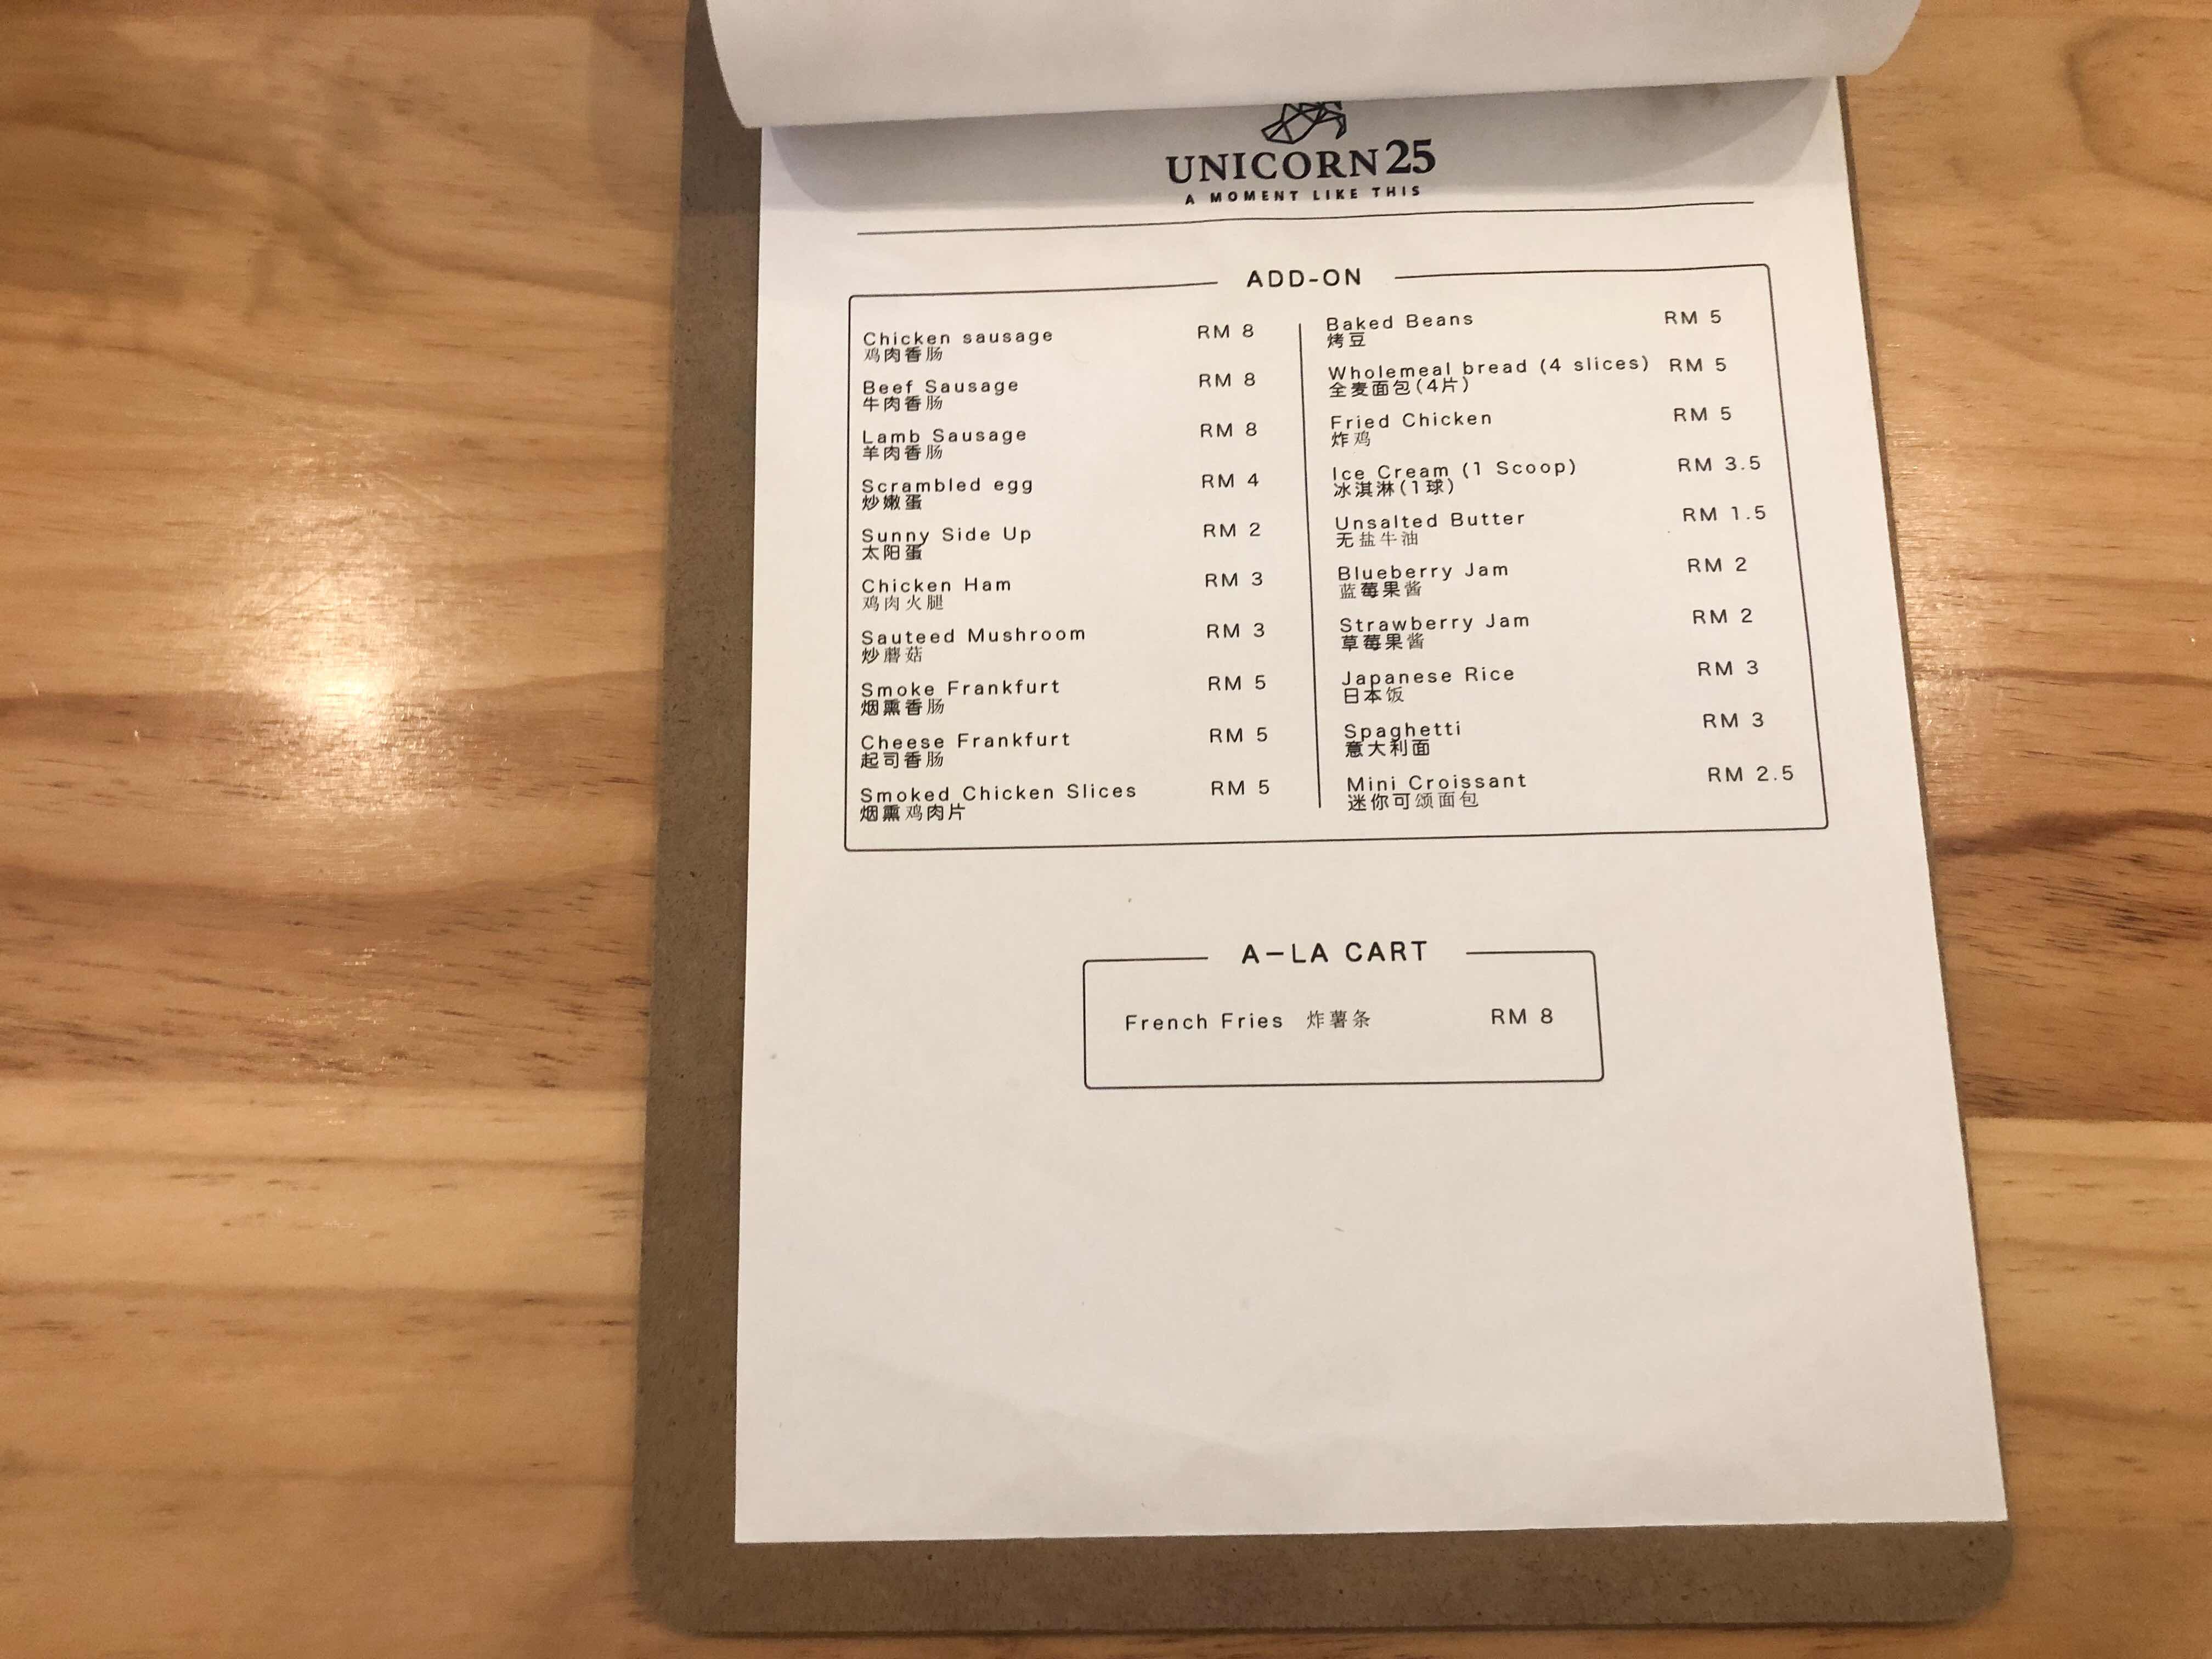 UNICORN25
A MOMENT LIKE THIS
ADD-ON
Chicken sausage RM 8
鸡肉香肠
Beef Sausage RM 8
牛肉香肠
Lamb Sausage RM 8
羊肉香肠
Scrambled egg RM 4
炒嫩蛋
Sunny Side Up RM 2
太阳蛋
Chicken Ham RM 3
鸡肉火腿
Sauteed Mushroom RM 3
炒蘑菇
Smoke Frankfurt RM 5
烟熏香肠
Cheese Frankfurt RM 5
起司香肠
Smoked Chicken Slices RM 5
烟熏鸡肉片
Baked Beans RM 5
烤豆
Wholemeal bread (4 slices) RM 5
全麦面包(4片)
Fried Chicken RM 5
炸鸡
Ice Cream (1 Scoop) RM 3.5
冰淇淋(1球)
Unsalted Butter RM 1.5
无盐牛油
Blueberry Jam RM 2
蓝莓果酱
Strawberry Jam RM 2
草莓果酱
Japanese Rice RM 3
日本饭
Spaghetti RM 3
意大利面
Mini Croissant RM 2.5
迷你可颂面包
A-LA CART
French Fries 炸薯条 RM 8